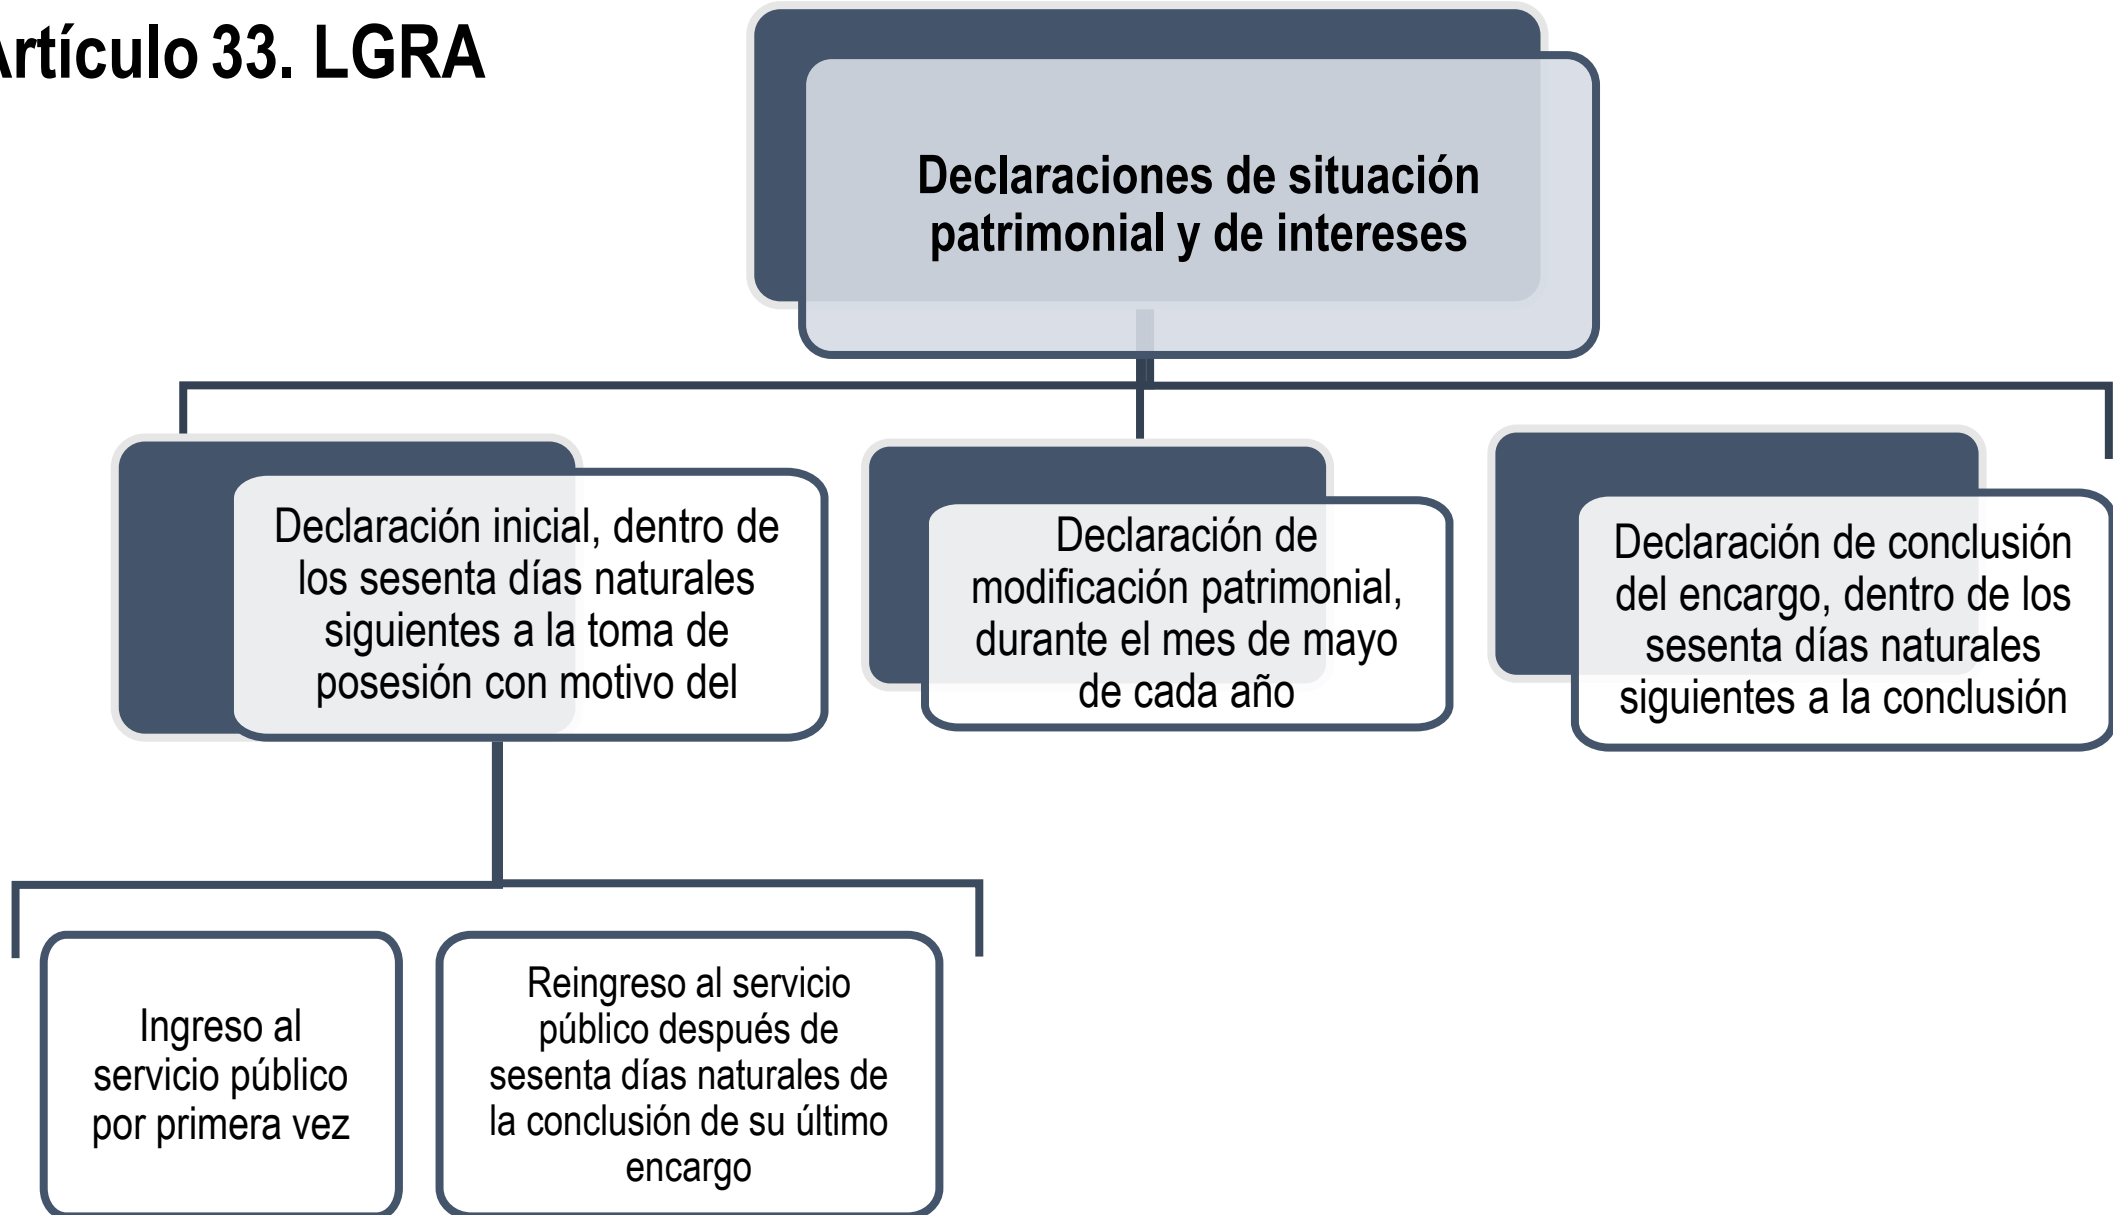 Artículo 33. LGRA
Declaraciones de situación
patrimonial y de intereses
Declaración inicial, dentro de
los sesenta días naturales
siguientes a la toma de
posesión con motivo del
Declaración de
modificación patrimonial,
durante el mes de mayo
de cada año
Declaración de conclusión
del encargo, dentro de los
sesenta días naturales
siguientes a la conclusión
Ingreso al
servicio público
por primera vez
Reingreso al servicio
público después de
sesenta días naturales de
la conclusión de su último
encargo